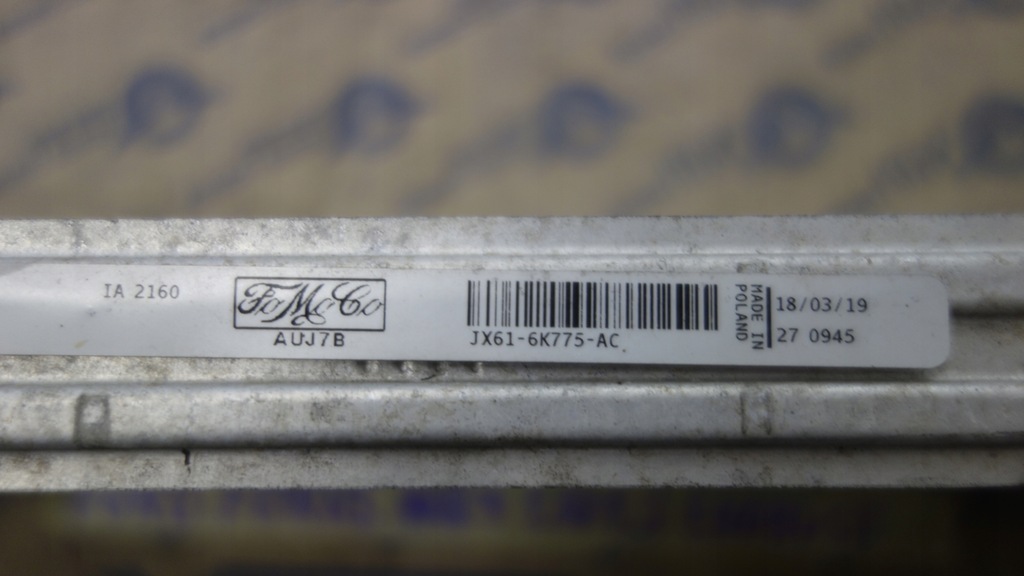 IA 2160
FoMoCo
AUJ7B
JX61-6K775-AC
MADE IN
POLAND
18/03/19
27 0945